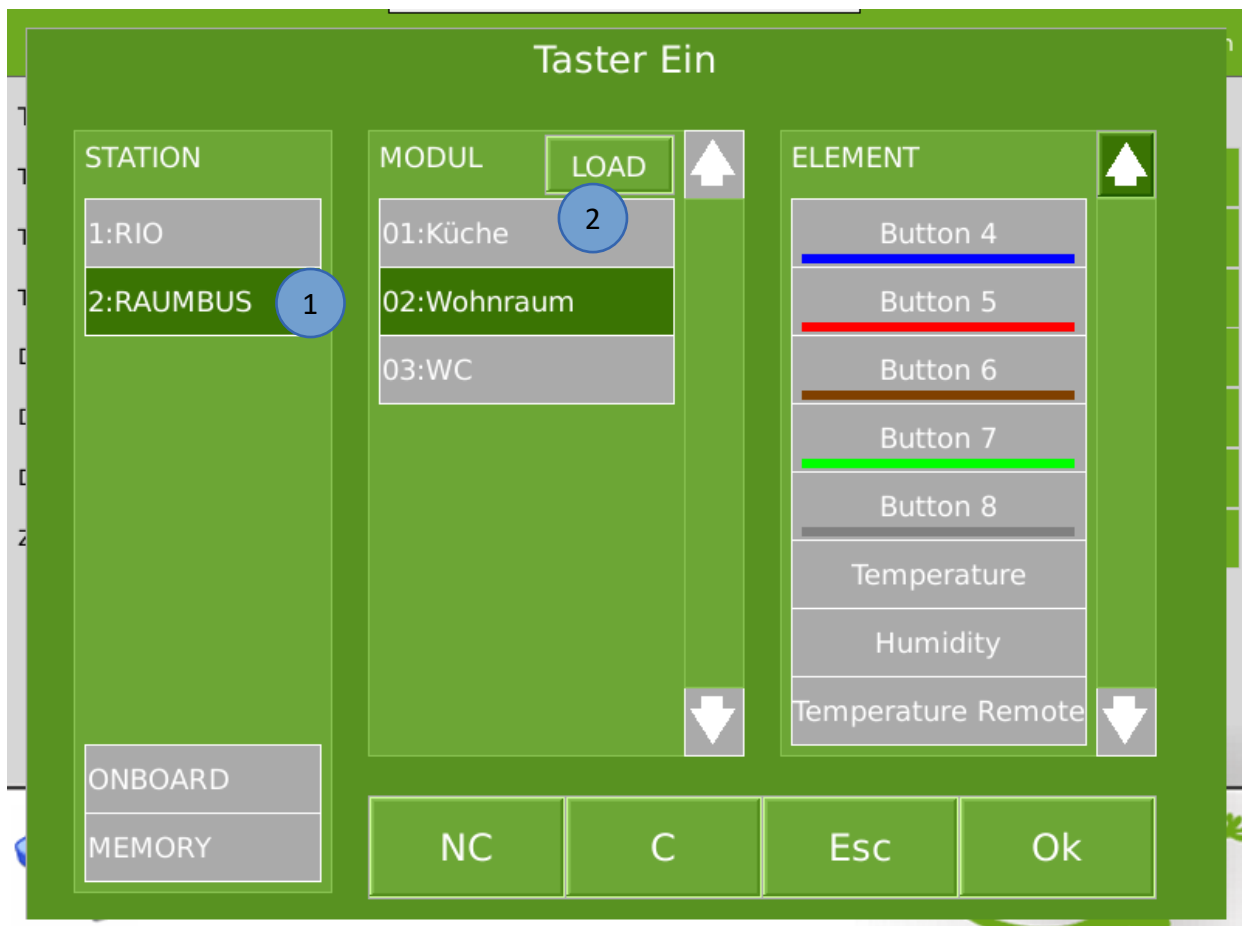 Taster Ein
STATION
1:RIO
2:RAUMBUS
1
ONBOARD
MEMORY
MODUL
LOAD
2
01:Küche
02:Wohnraum
03:WC
ELEMENT
Button 4
Button 5
Button 6
Button 7
Button 8
Temperature
Humidity
Temperature Remote
NC
C
Esc
Ok